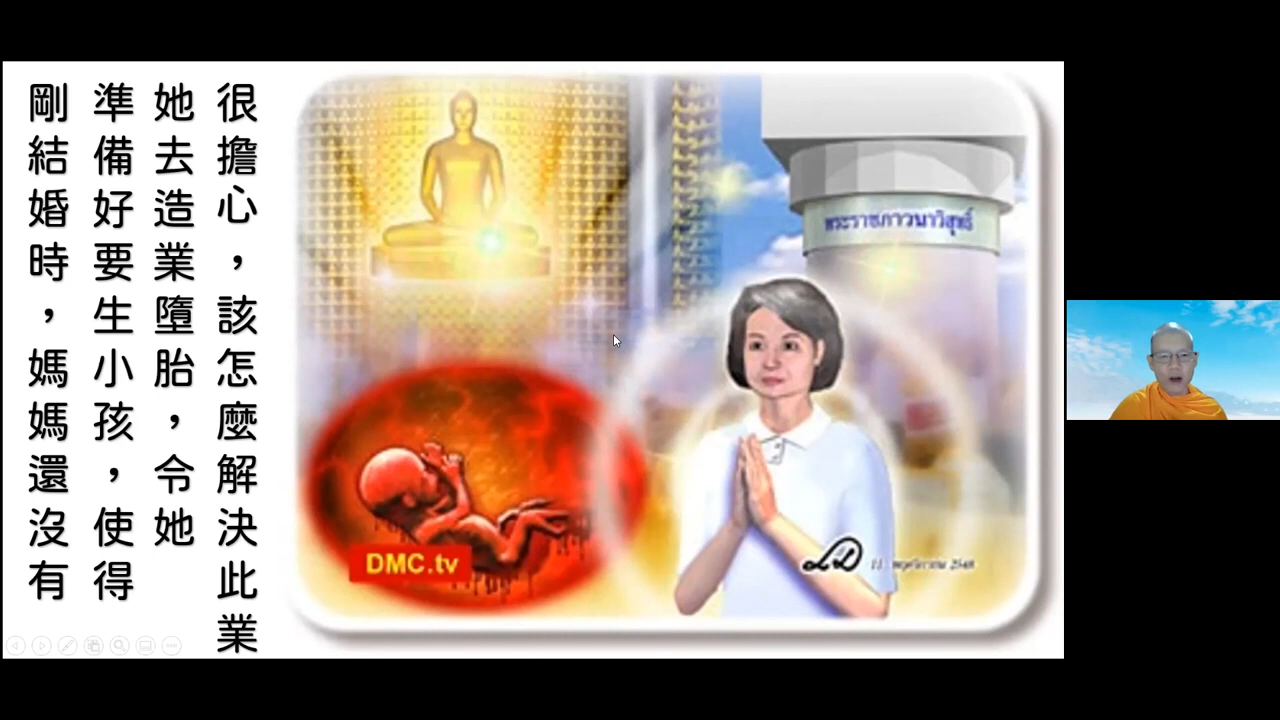 剛結婚時，媽媽還沒有
準備好要生小孩，使得
她去造業墮胎，令她
很擔心，該怎麼解決此業
พระราชภาวนาวิสุทธิ์
DMC.tv
11 2548